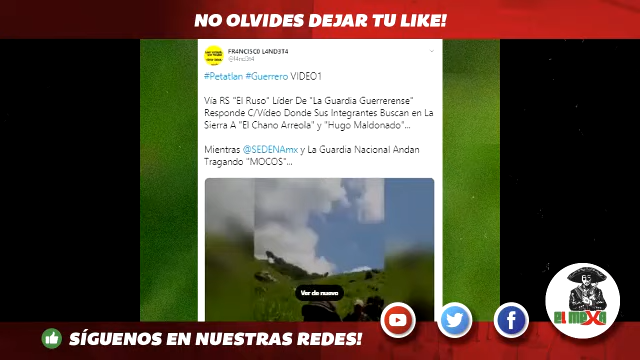 NO OLVIDES DEJAR TU LIKE!
FR4NC1SC0 L4ND3T4
#Petatlan #Guerrero VIDEO1
Vía RS "El Ruso" Líder De "La Guardia Guerrerense"
Responde C/Vídeo Donde Sus Integrantes Buscan en La
Sierra A "El Chano Arreola" y "Hugo Maldonado"...
Mientras @SEDENAmx y La Guardia Nacional Andan
Tragando "MOCOS"...
Ver de nuevo
EL MEXA
SÍGUENOS EN NUESTRAS REDES!